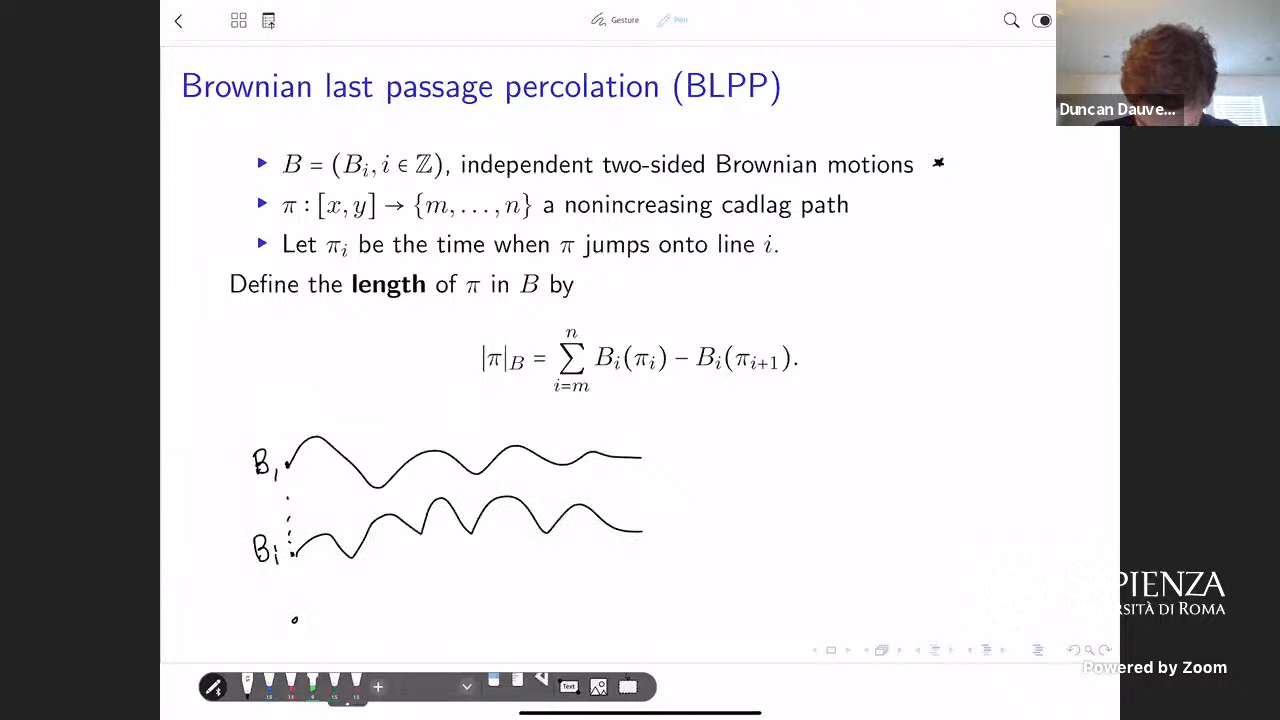 Gesture
Pen
Brownian last passage percolation (BLPP)
Duncan Dauve...
▶ B = (B_i, i ∈ ℤ), independent two-sided Brownian motions ★
▶ π : [x, y] → {m, . . . , n} a nonincreasing cadlag path
▶ Let π_i be the time when π jumps onto line i.
Define the length of π in B by
|π|_B = ∑_{i=m}^{n} B_i(π_i) − B_i(π_{i+1}).
B_1
B_i
PIENZA
RSITÀ DI ROMA
Powered by Zoom
Text